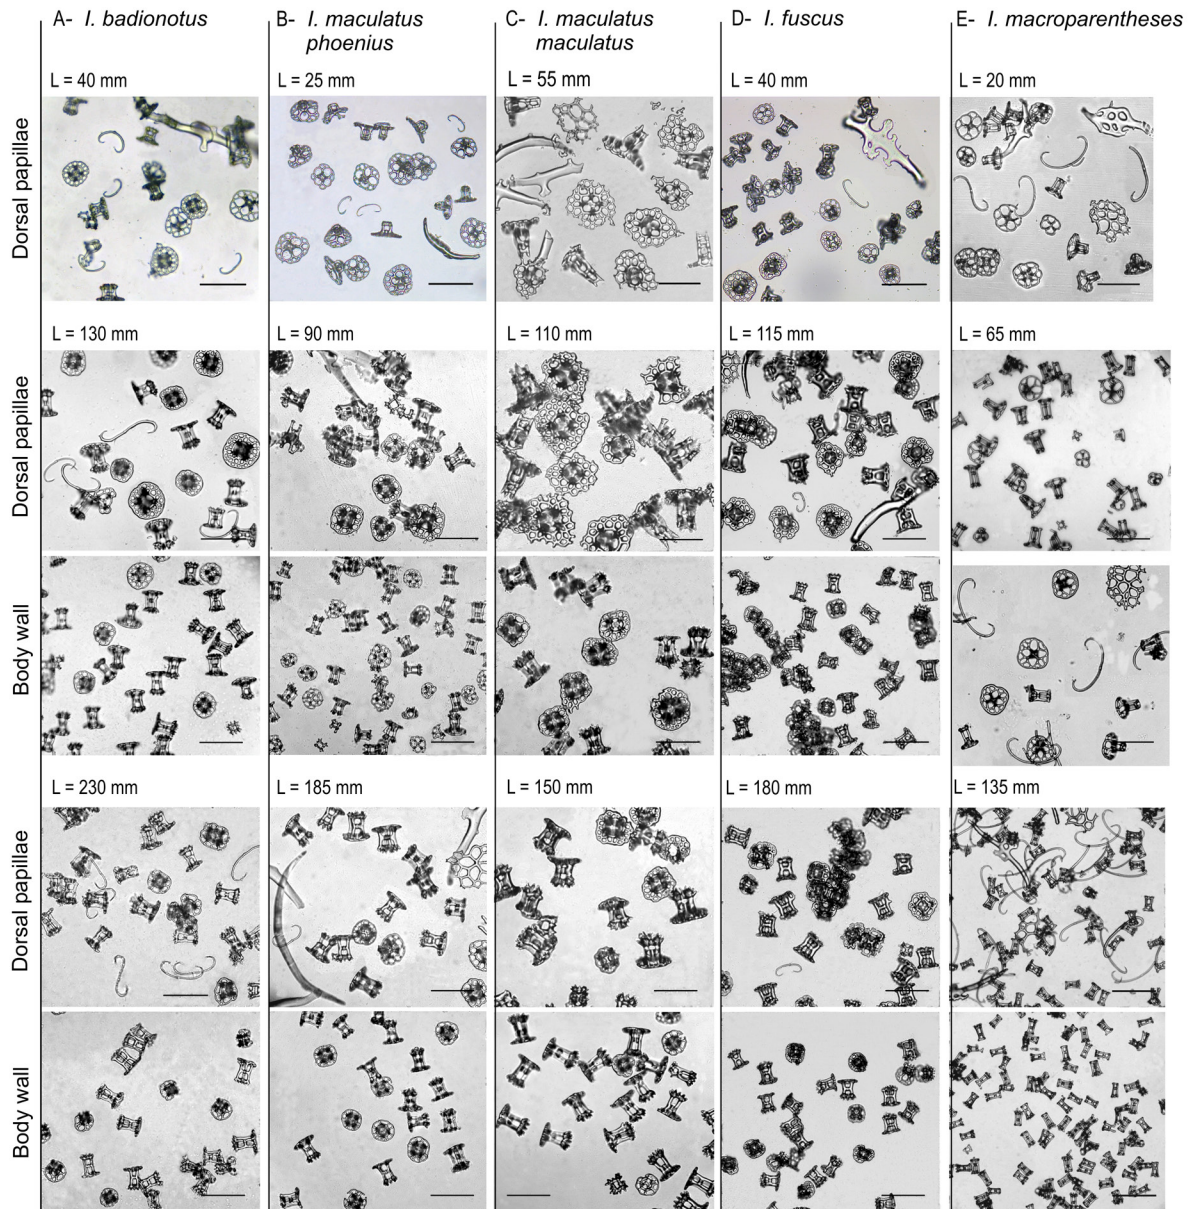 A- I. badionotus
B- I. maculatus
phoenius
C- I. maculatus
maculatus
D- I. fuscus
E- I. macroparentheses
L = 40 mm
L = 25 mm
L = 55 mm
L = 40 mm
L = 20 mm
Dorsal papillae
L = 130 mm
L = 90 mm
L = 110 mm
L = 115 mm
L = 65 mm
Dorsal papillae
Body wall
L = 230 mm
L = 185 mm
L = 150 mm
L = 180 mm
L = 135 mm
Dorsal papillae
Body wall